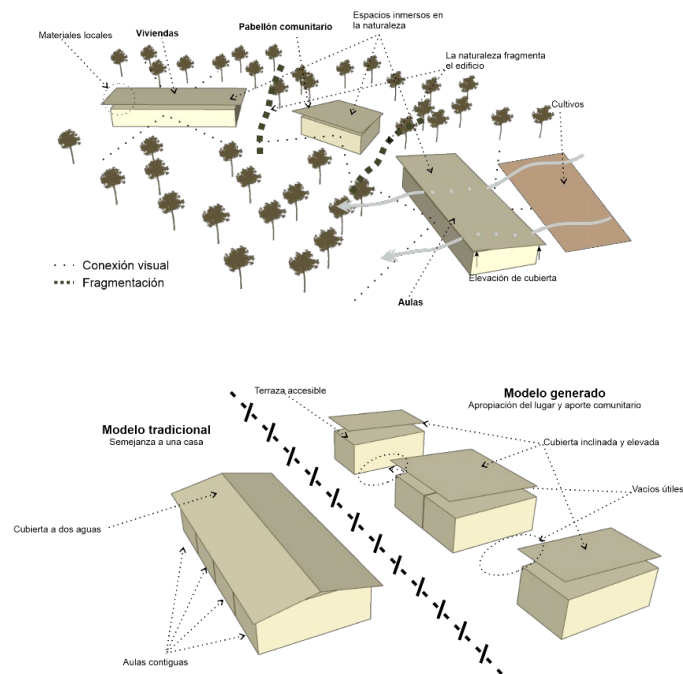 Materiales locales
Viviendas
Pabellón comunitario
Espacios inmersos en
la naturaleza
La naturaleza fragmenta
el edificio
Cultivos
Conexión visual
Fragmentación
Aulas
Elevación de cubierta
Terraza accesible
Modelo generado
Apropiación del lugar y aporte comunitario
Modelo tradicional
Semejanza a una casa
Cubierta inclinada y elevada
Vacíos útiles
Cubierta a dos aguas
Aulas contiguas